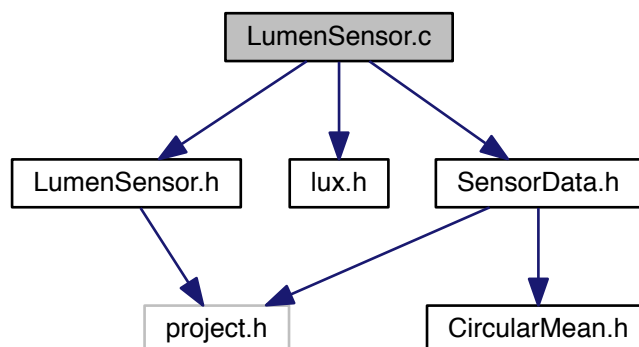 LumenSensor.c
LumenSensor.h
lux.h
SensorData.h
project.h
CircularMean.h